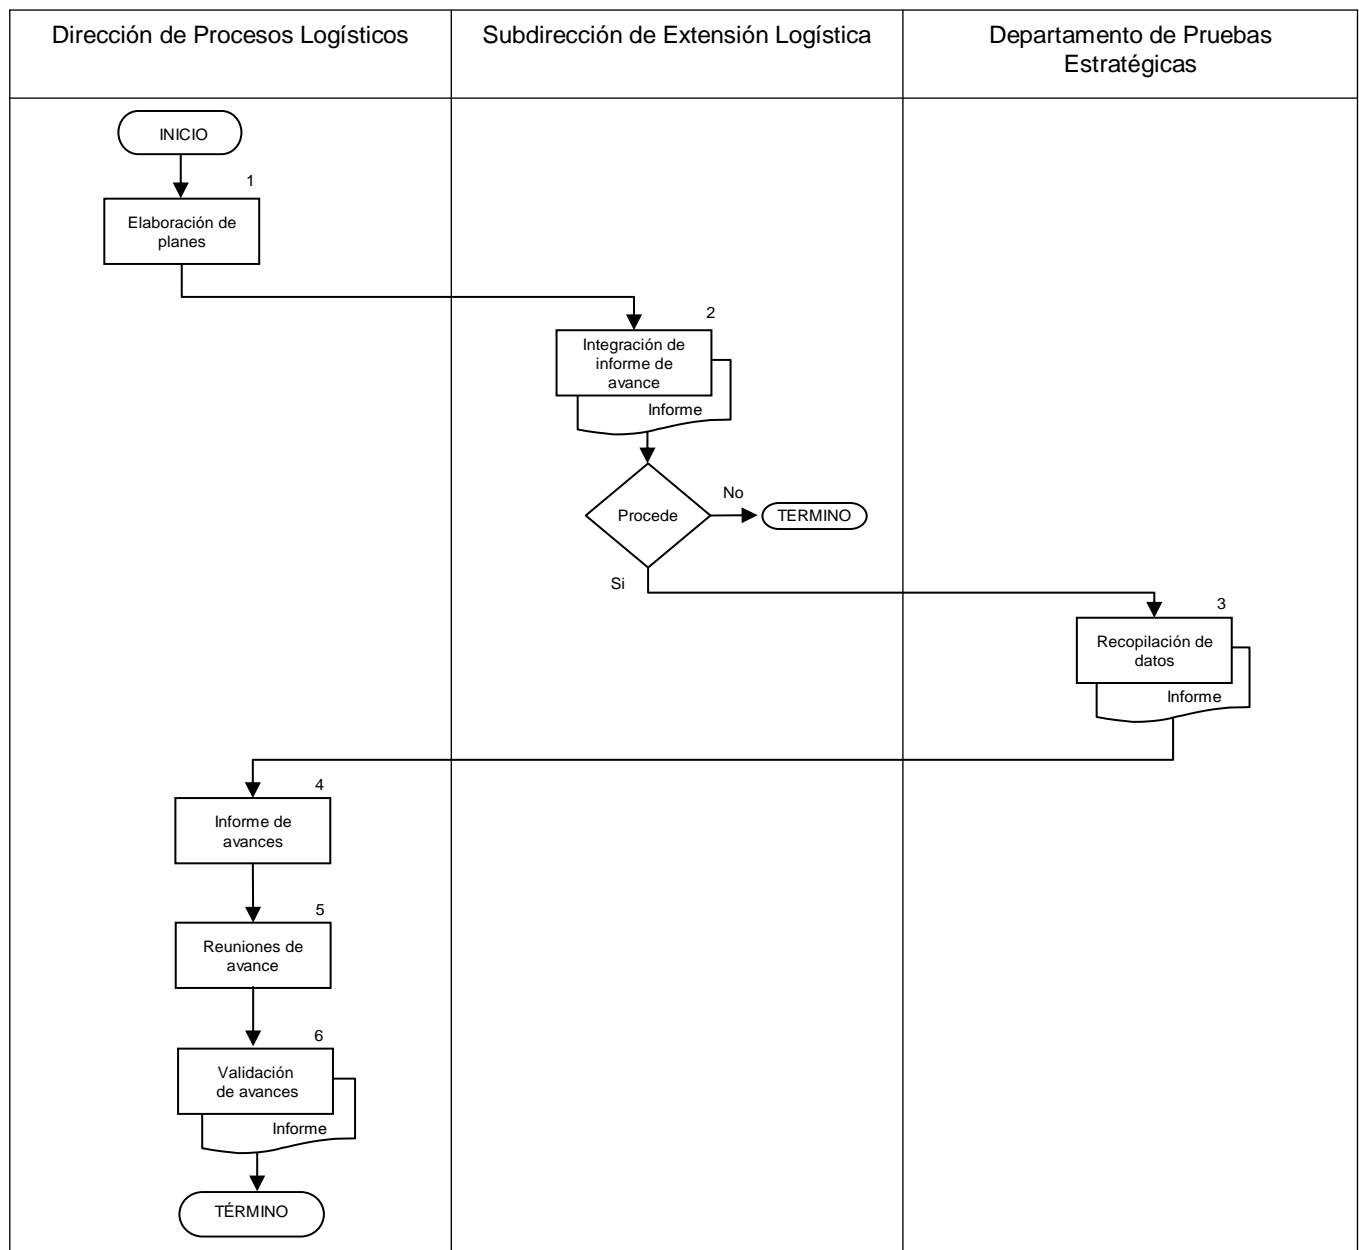 Dirección de Procesos Logísticos
Subdirección de Extensión Logística
Departamento de Pruebas
Estratégicas
INICIO
1
Elaboración de
planes
2
Integración de
informe de
avance
Informe
Procede
No
TERMINO
Si
3
Recopilación de
datos
Informe
4
Informe de
avances
5
Reuniones de
avance
6
Validación
de avances
Informe
TÉRMINO